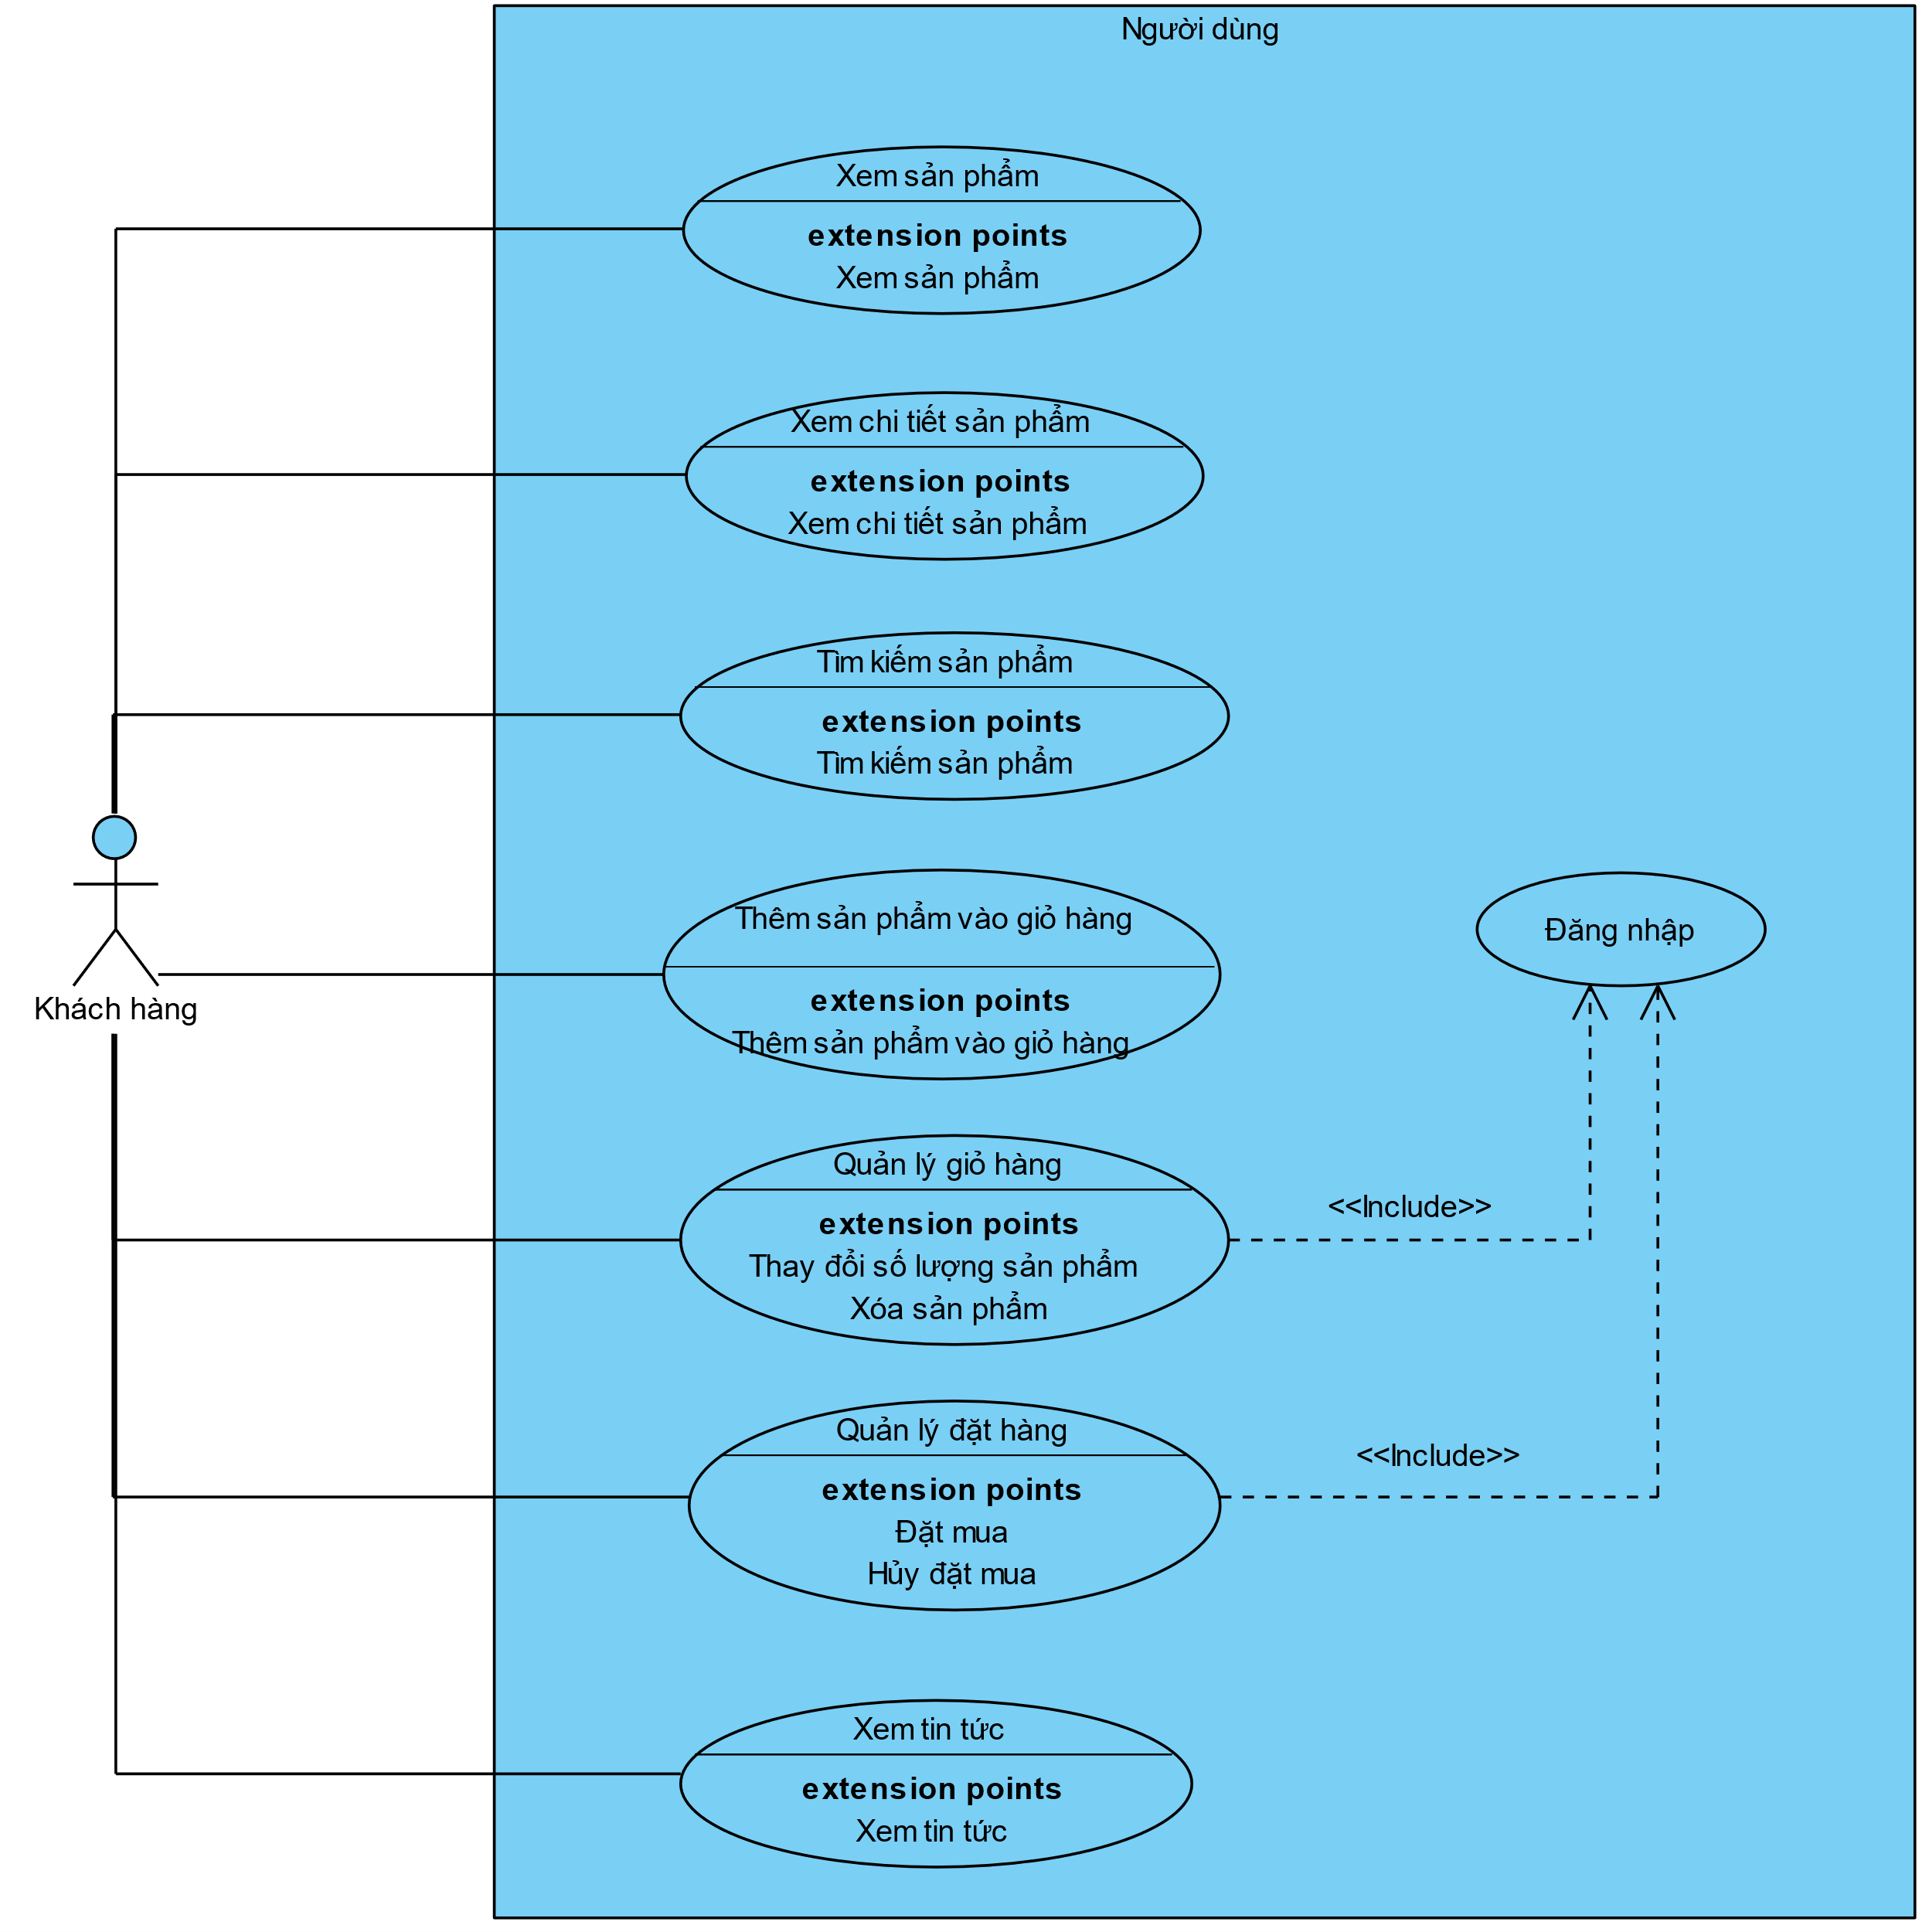 Người dùng
Xem sản phẩm
extension points
Xem sản phẩm
Xem chi tiết sản phẩm
extension points
Xem chi tiết sản phẩm
Tìm kiếm sản phẩm
extension points
Tìm kiếm sản phẩm
Thêm sản phẩm vào giỏ hàng
extension points
Thêm sản phẩm vào giỏ hàng
Đăng nhập
Khách hàng
Quản lý giỏ hàng
extension points
Thay đổi số lượng sản phẩm
Xóa sản phẩm
<<Include>>
Quản lý đặt hàng
extension points
Đặt mua
Hủy đặt mua
<<Include>>
Xem tin tức
extension points
Xem tin tức